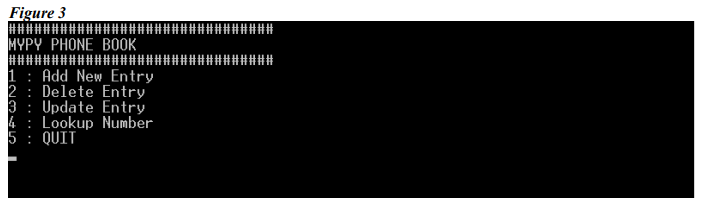 Figure 3
##############################
MYPY PHONE BOOK
##############################
1 : Add New Entry
2 : Delete Entry
3 : Update Entry
4 : Lookup Number
5 : QUIT